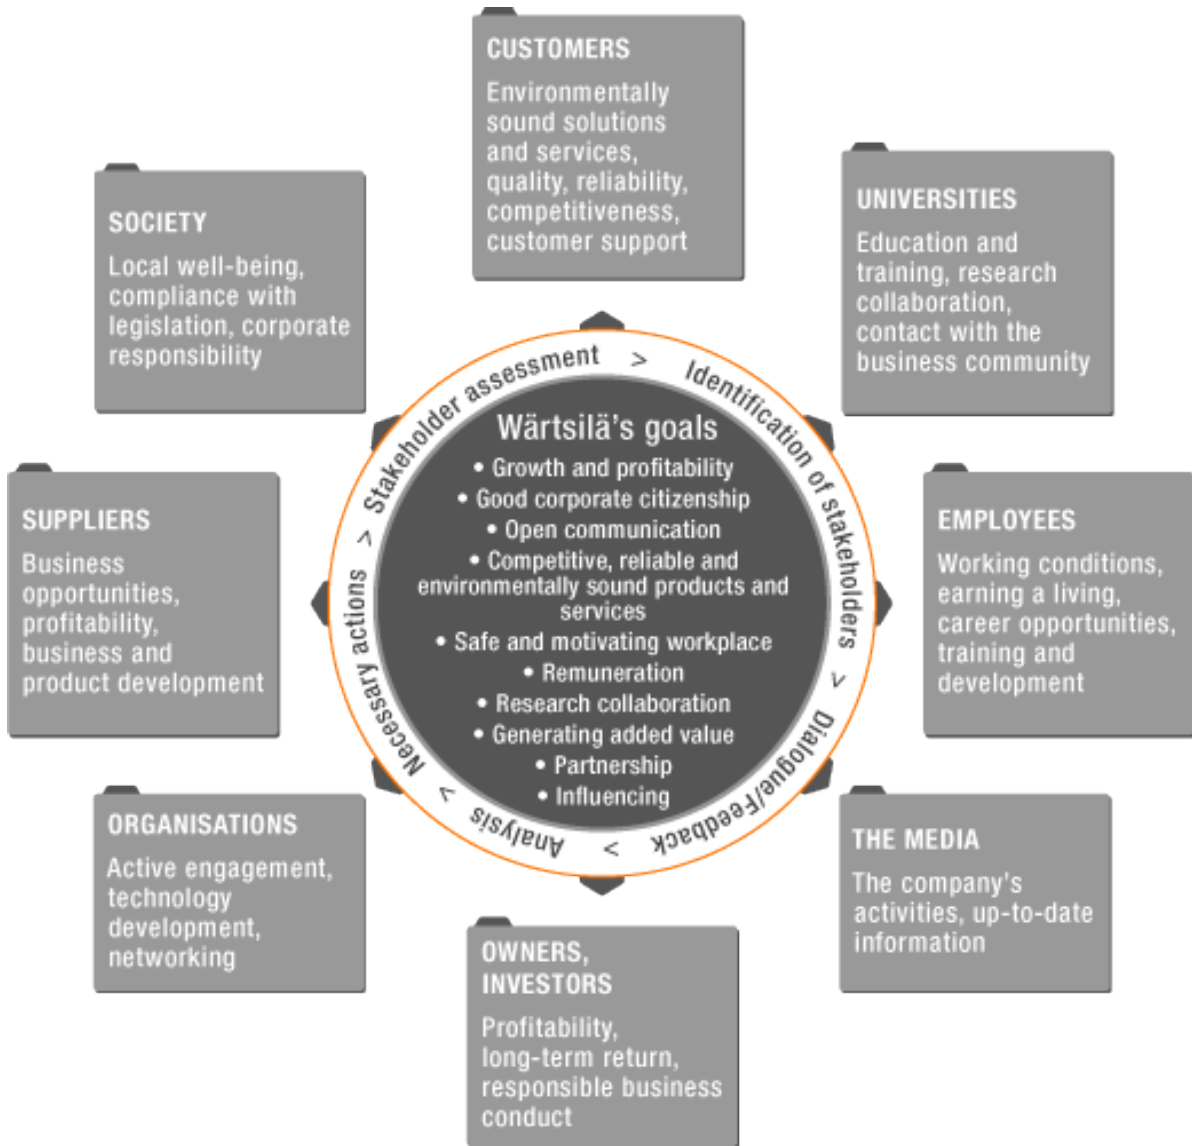 CUSTOMERS
Environmentally
sound solutions
and services,
quality, reliability,
competitiveness,
customer support
UNIVERSITIES
Education and
training, research
collaboration,
contact with the
business community
EMPLOYEES
Working conditions,
earning a living,
career opportunities,
training and
development
THE MEDIA
The company's
activities, up-to-date
information
OWNERS,
INVESTORS
Profitability,
long-term return,
responsible business
conduct
ORGANISATIONS
Active engagement,
technology
development,
networking
SUPPLIERS
Business
opportunities,
profitability,
business and
product development
SOCIETY
Local well-being,
compliance with
legislation, corporate
responsibility
Stakeholder assessment > Identification of stakeholders > Dialogue/Feedback > Analysis > Necessary actions >
Wärtsilä's goals
• Growth and profitability
• Good corporate citizenship
• Open communication
• Competitive, reliable and
environmentally sound products and
services
• Safe and motivating workplace
• Remuneration
• Research collaboration
• Generating added value
• Partnership
• Influencing